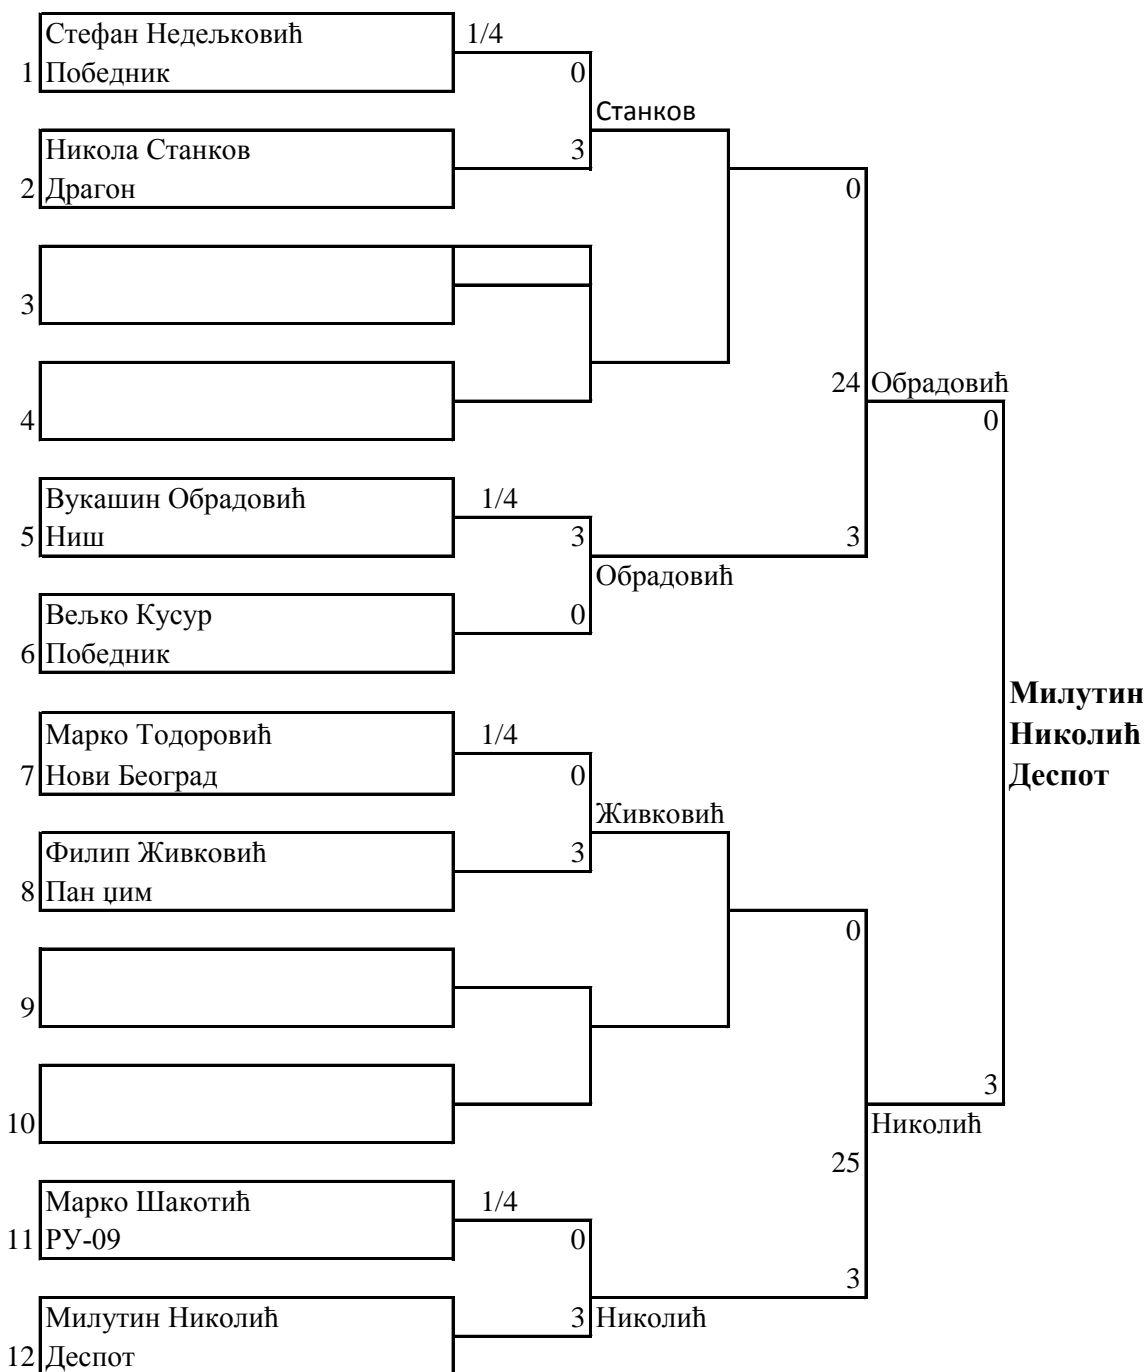 Стефан Недељковић
1/4
1 Победник
0
Станков
Никола Станков
3
2 Драгон
0
3
24 Обрадовић
4
0
Вукашин Обрадовић
1/4
5 Ниш
3
3
Обрадовић
Вељко Кусур
0
6 Победник
Милутин
Николић
Деспот
Марко Тодоровић
1/4
7 Нови Београд
0
Живковић
Филип Живковић
3
8 Пан џим
0
9
3
10
Николић
25
Марко Шакотић
1/4
11 РУ-09
0
3
Милутин Николић
3 Николић
12 Деспот